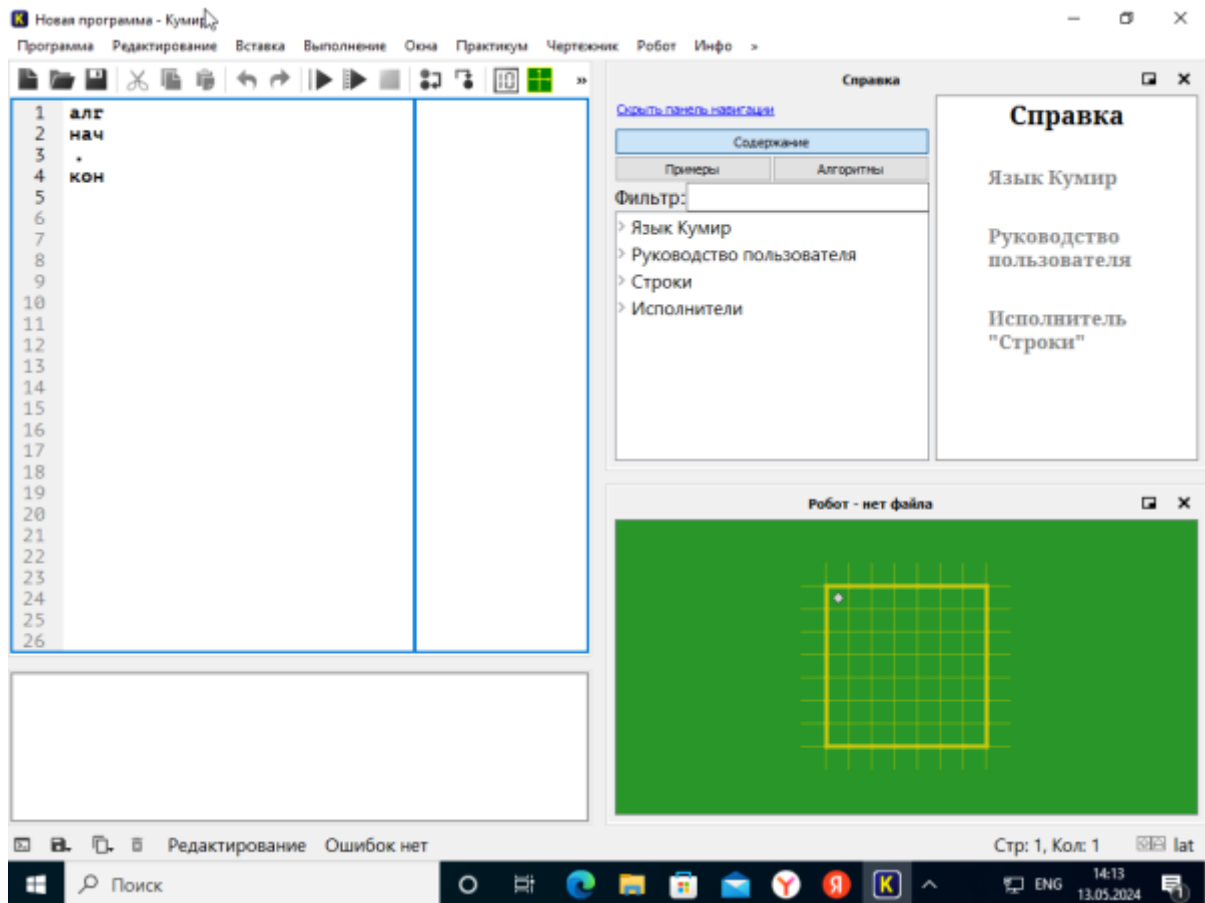 Новая программа - Кумир
Программа Редактирование Вставка Выполнение Окна Практикум Чертежник Робот Инфо »
»
1 алг
2 нач
3 .
4 кон
5
6
7
8
9
10
11
12
13
14
15
16
17
18
19
20
21
22
23
24
25
26
Справка
Скрыть панель навигации
Содержание
Примеры Алгоритмы
Фильтр:
Язык Кумир
Руководство пользователя
Строки
Исполнители
Справка
Язык Кумир
Руководство
пользователя
Исполнитель
"Строки"
Робот - нет файла
Редактирование Ошибок нет Стр: 1, Кол: 1 lat
Поиск
ENG
14:13
13.05.2024